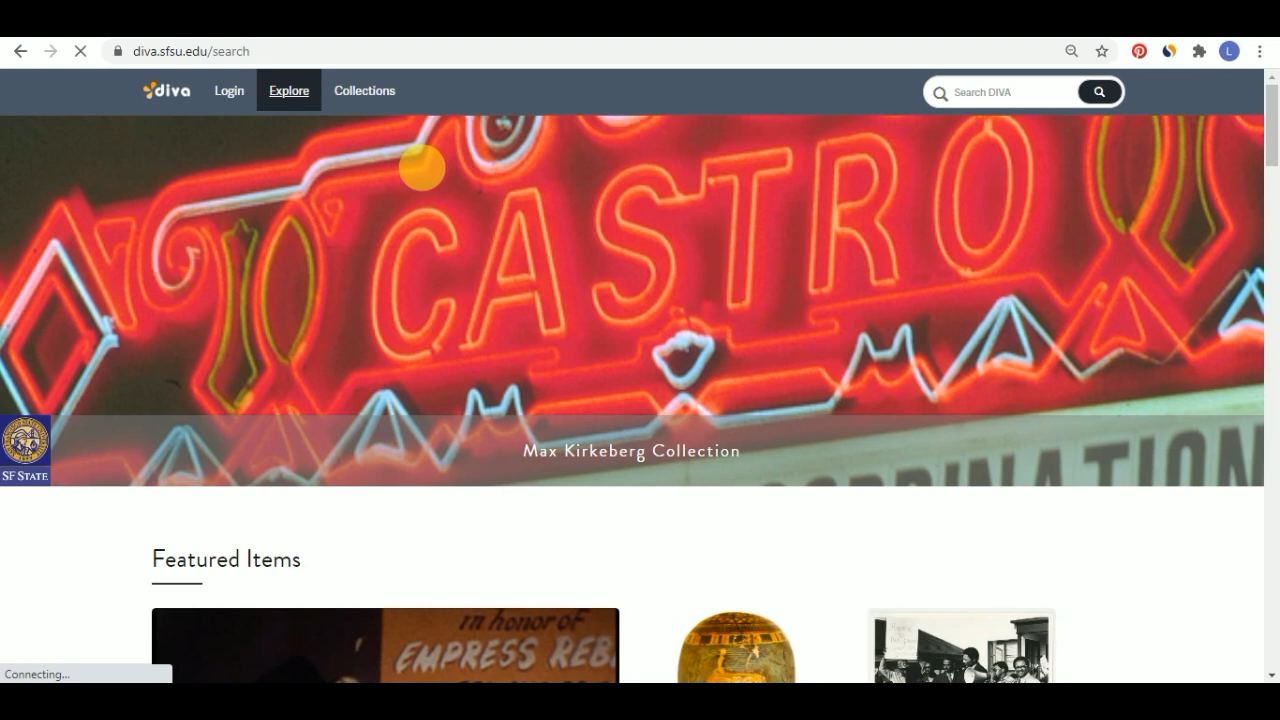 diva.sfsu.edu/search
L
diva
Login
Explore
Collections
Search DIVA
CASTRO
SF STATE
Max Kirkeberg Collection
Featured Items
in honor of
EMPRESS REB
Connecting...